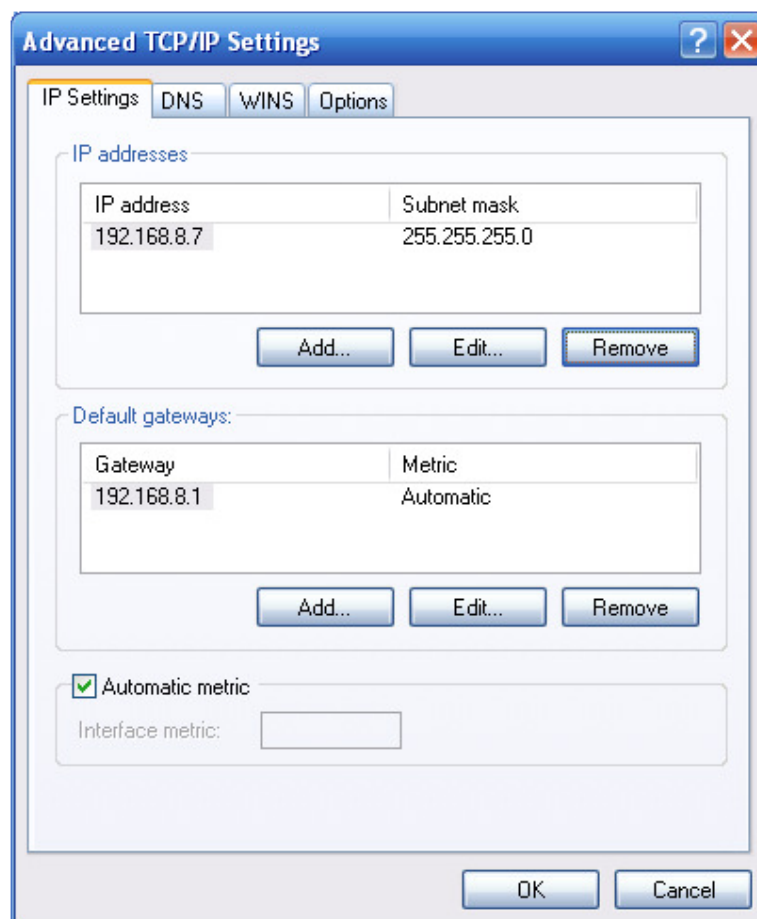 Advanced TCP/IP Settings ?
IP Settings DNS WINS Options
IP addresses
IP address Subnet mask
192.168.8.7 255.255.255.0
Add... Edit... Remove
Default gateways:
Gateway Metric
192.168.8.1 Automatic
Add... Edit... Remove
Automatic metric
Interface metric:
OK Cancel